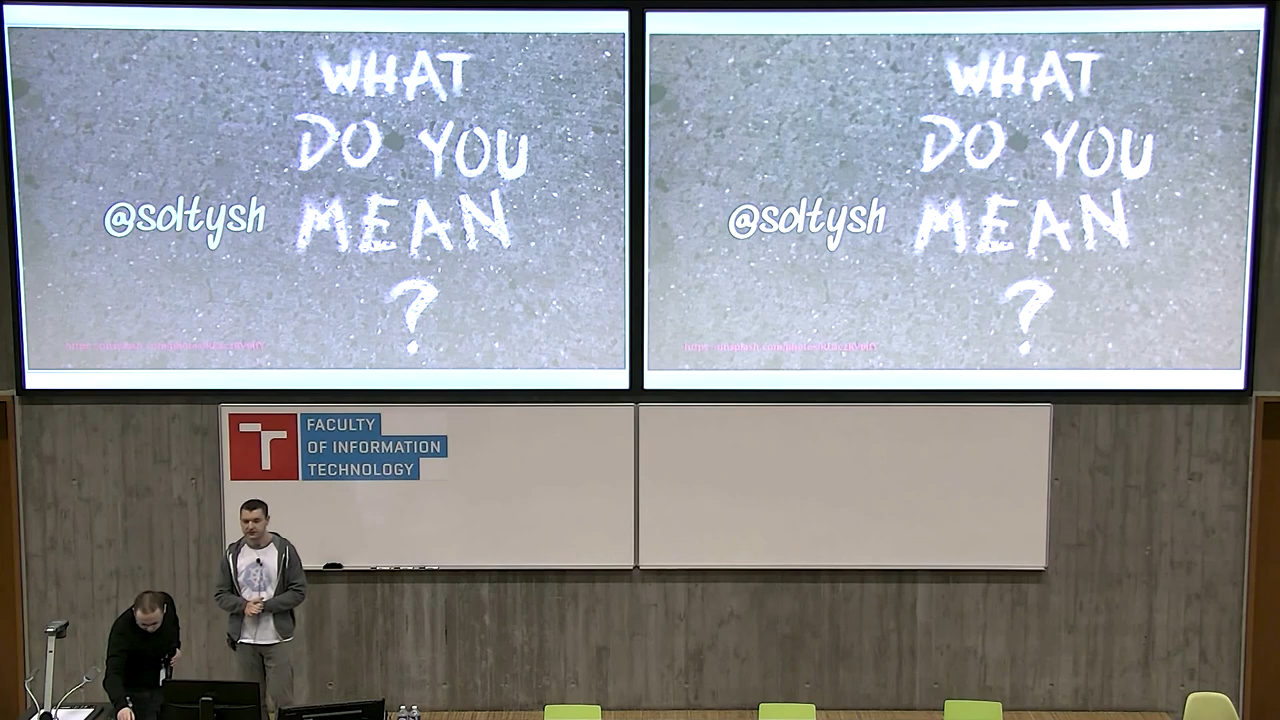 WHAT
DO YOU
@soltysh MEAN
?
WHAT
DO YOU
@soltysh MEAN
?
FACULTY
OF INFORMATION
TECHNOLOGY